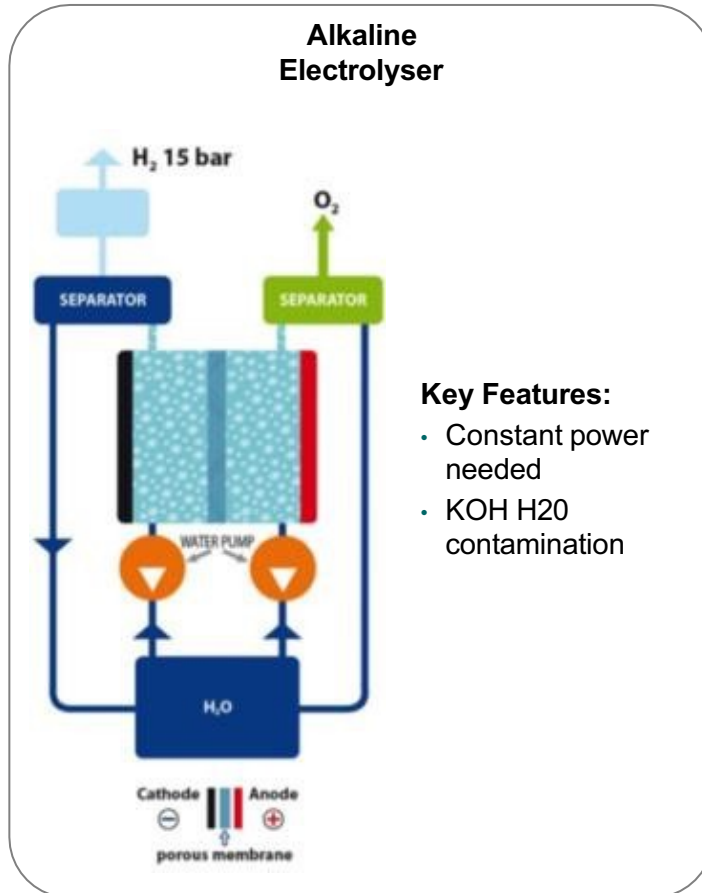 Alkaline
Electrolyser
H₂ 15 bar
O₂
SEPARATOR
SEPARATOR
Key Features:
• Constant power
needed
• KOH H20
contamination
WATER PUMP
H₂O
Cathode
Anode
porous membrane